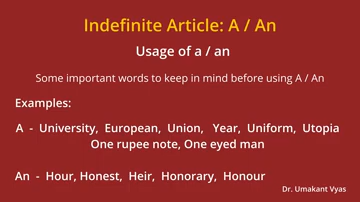 Indefinite Article: A / An
Usage of a / an
Some important words to keep in mind before using A / An
Examples:
A - University, European, Union, Year, Uniform, Utopia
One rupee note, One eyed man
An - Hour, Honest, Heir, Honorary, Honour
Dr. Umakant Vyas